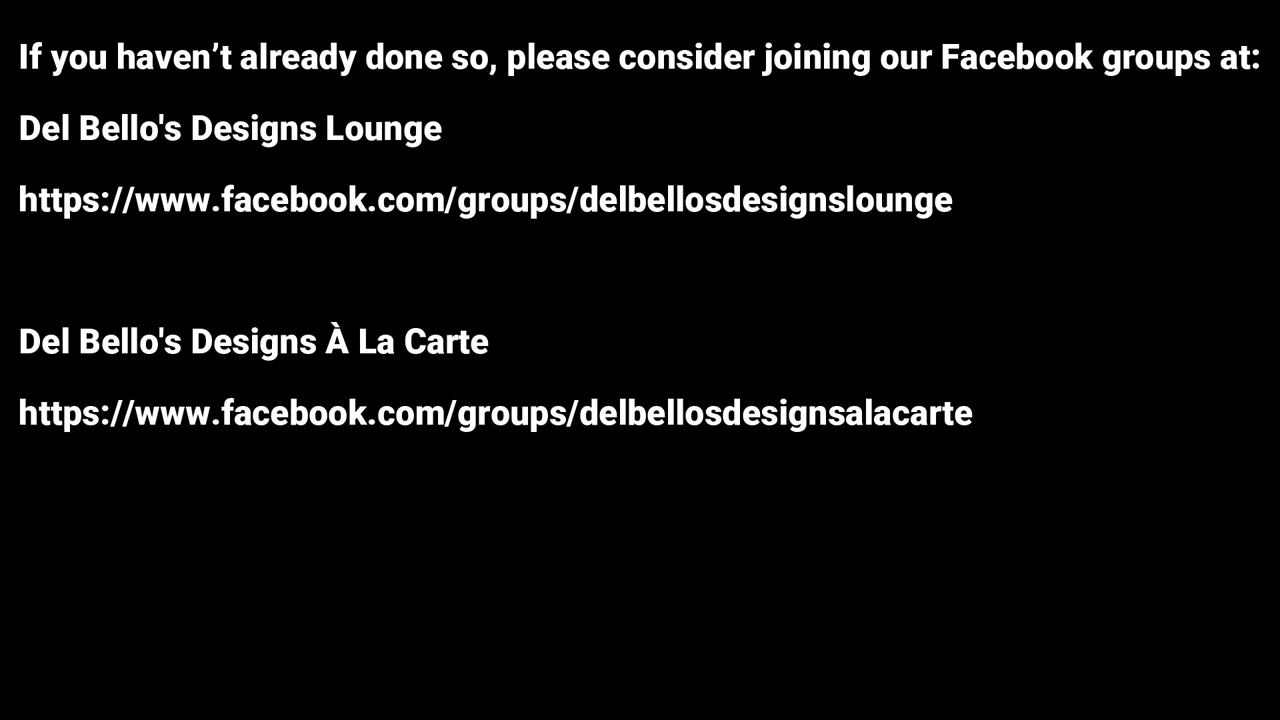 If you haven’t already done so, please consider joining our Facebook groups at:
Del Bello's Designs Lounge
https://www.facebook.com/groups/delbellosdesignslounge
Del Bello's Designs À La Carte
https://www.facebook.com/groups/delbellosdesignsalacarte